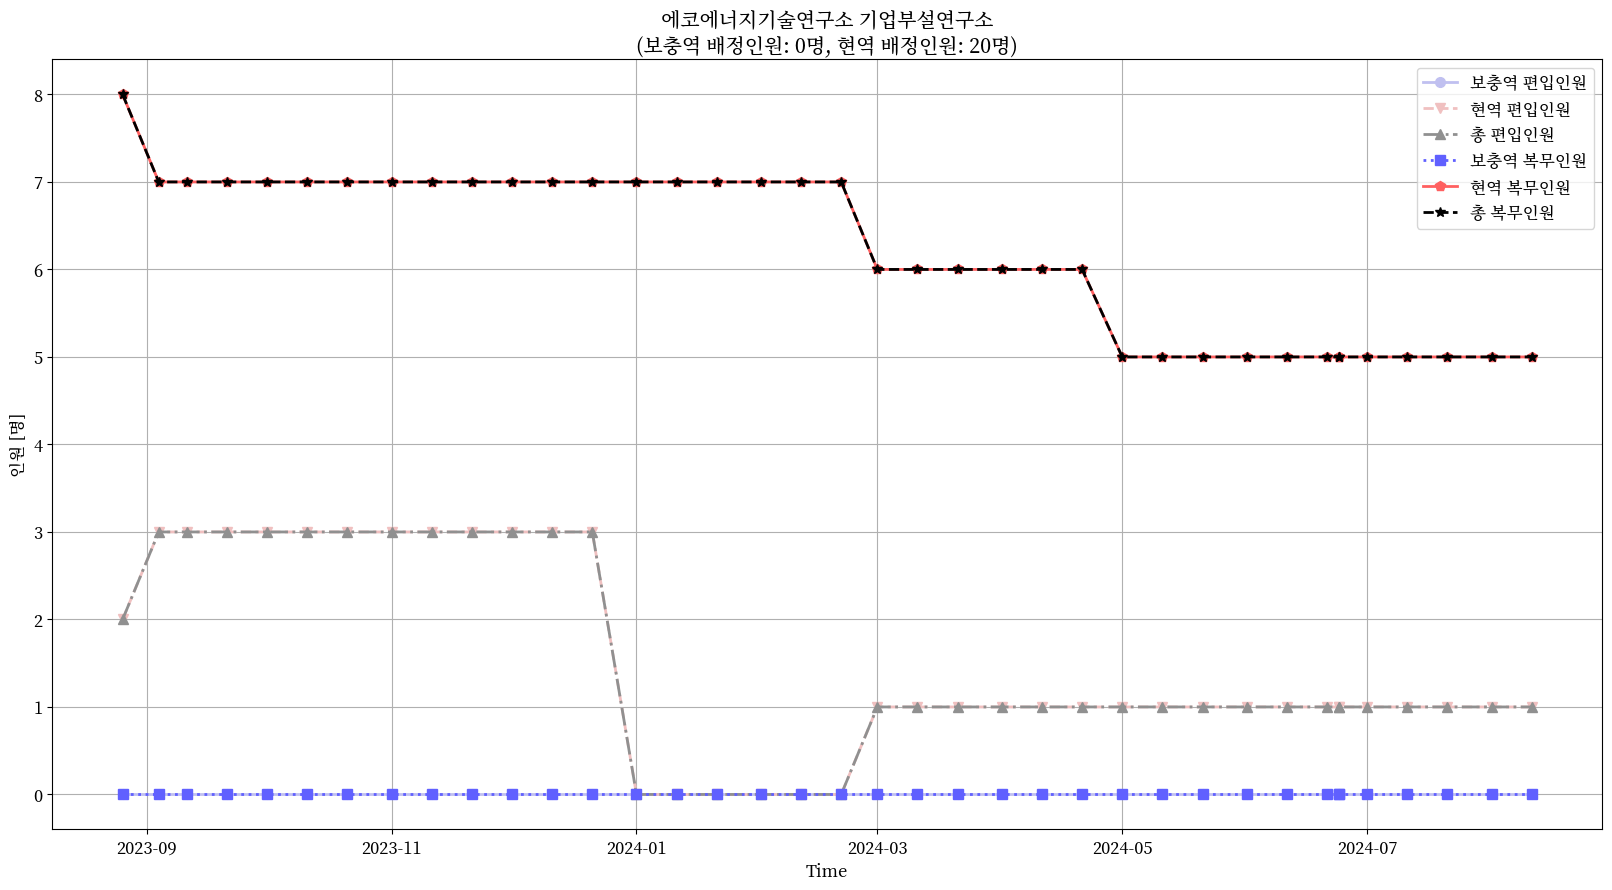 에코에너지기술연구소 기업부설연구소
(보충역 배정인원: 0명, 현역 배정인원: 20명)
보충역 편입인원
현역 편입인원
총 편입인원
보충역 복무인원
현역 복무인원
총 복무인원
인원 [명]
8
7
6
5
4
3
2
1
0
2023-09
2023-11
2024-01
2024-03
2024-05
2024-07
Time